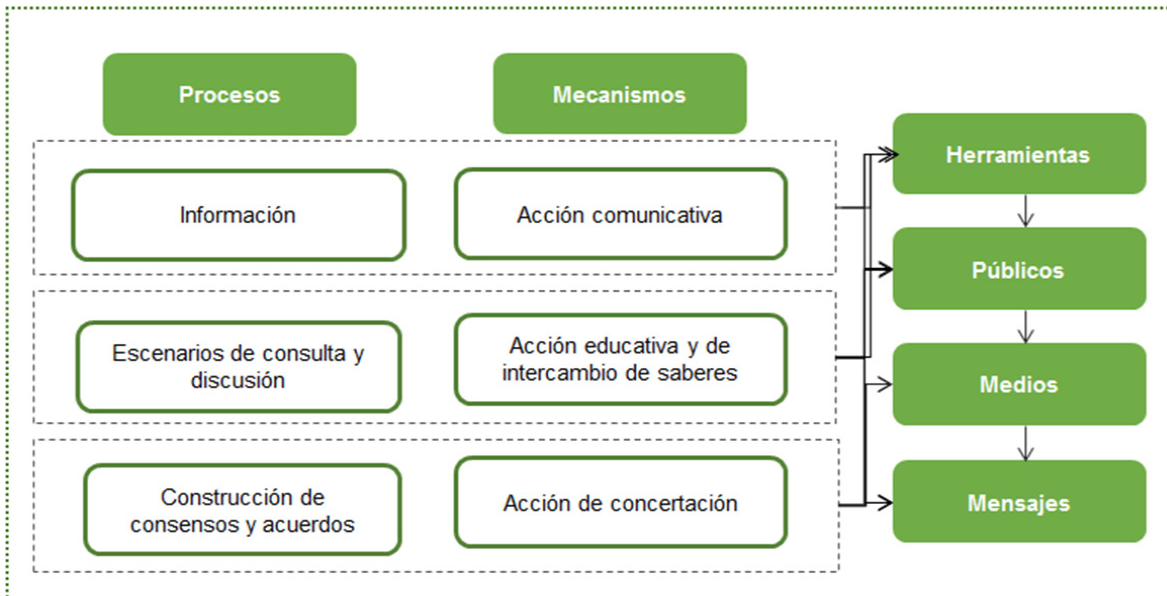 Procesos
Mecanismos
Herramientas
Información
Acción comunicativa
Públicos
Escenarios de consulta y
discusión
Acción educativa y de
intercambio de saberes
Medios
Construcción de
consensos y acuerdos
Acción de concertación
Mensajes